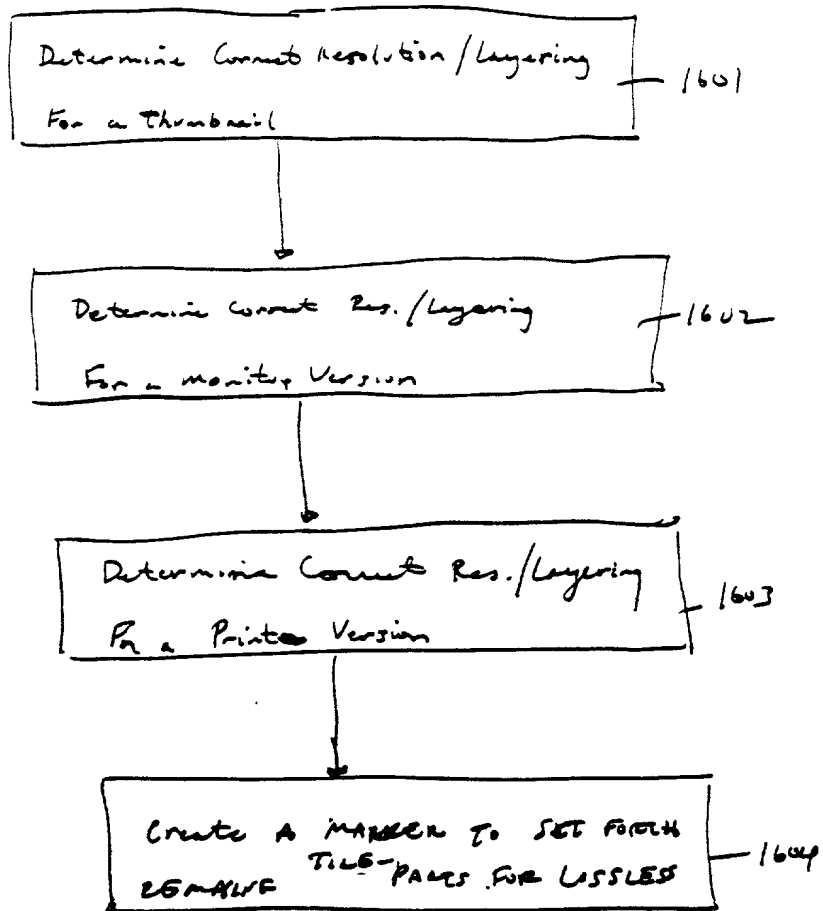 Determine Correct Resolution/Layering
For a Thumbnail
1601
Determine Correct Res./Layering
For a Monitor Version
1602
Determine Correct Res./Layering
For a Print Version
1603
Create A MARKER TO SET FORTH
TILE-PARTS FOR LOSSLESS
1604